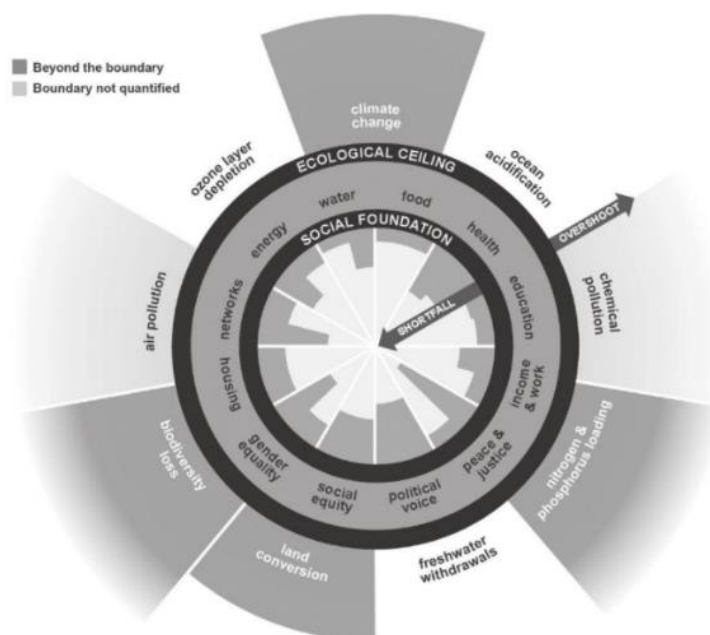 Beyond the boundary
Boundary not quantified
climate
change
ozone layer
depletion
ECOLOGICAL CEILING
ocean
acidification
water
food
energy
health
SOCIAL FOUNDATION
OVERSHOOT
air pollution
networks
SHORTFALL
education
chemical
pollution
housing
income
& work
biodiversity
loss
gender
equality
social
equity
political
voice
peace &
justice
nitrogen &
phosphorus loading
land
conversion
freshwater
withdrawals